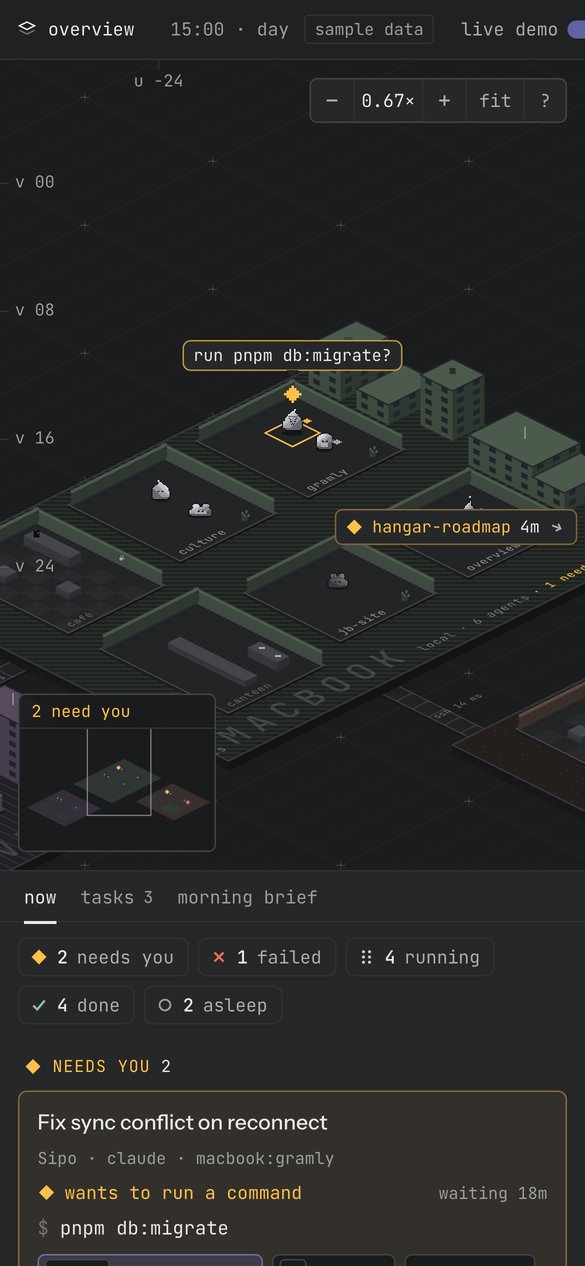 overview 15:00 · day sample data live demo
u -24
− 0.67× + fit ?
v 00
v 08
run pnpm db:migrate?
v 16
gramly
hangar-roadmap 4m
culture
overview
v 24
café
jb-site
local · 6 agents · 1 need
canteen
MACBOOK
ssh 14 ms
2 need you
now tasks 3 morning brief
2 needs you 1 failed 4 running
4 done 2 asleep
NEEDS YOU 2
Fix sync conflict on reconnect
Sipo · claude · macbook:gramly
wants to run a command waiting 18m
$ pnpm db:migrate